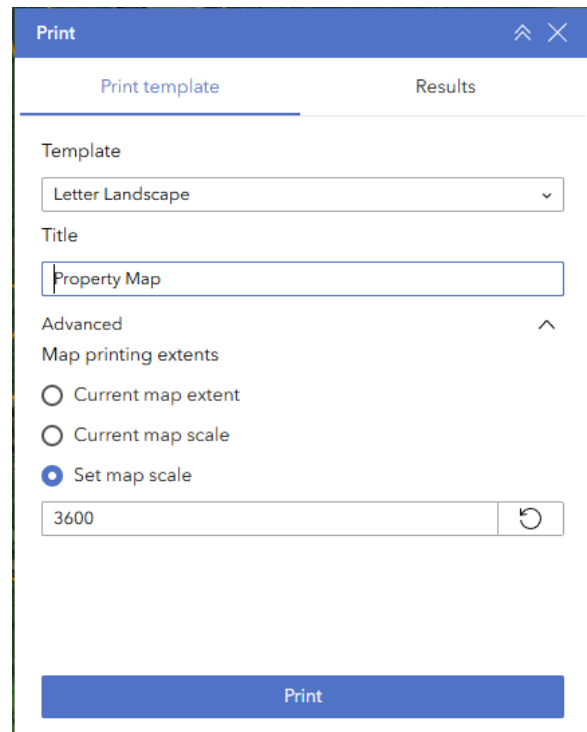 Print
Print template Results
Template
Letter Landscape
Title
Property Map
Advanced
Map printing extents
Current map extent
Current map scale
Set map scale
3600
Print